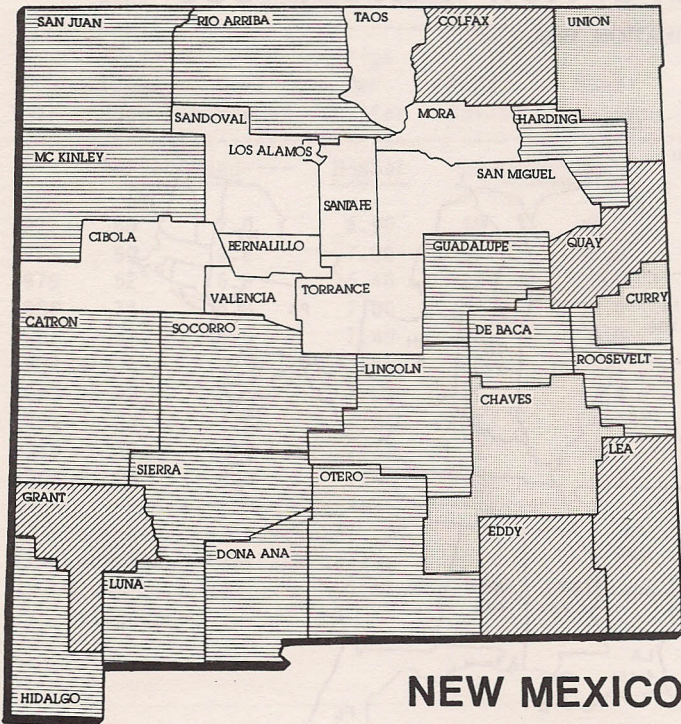 SAN JUAN
RIO ARRIBA
TAOS
COLFAX
UNION
SANDOVAL
MORA
HARDING
LOS ALAMOS
MC KINLEY
SAN MIGUEL
SANTA FE
CIBOLA
BERNALILLO
GUADALUPE
QUAY
VALENCIA
TORRANCE
CURRY
CATRON
SOCORRO
DE BACA
LINCOLN
ROOSEVELT
CHAVES
SIERRA
OTERO
LEA
GRANT
EDDY
DONA ANA
LUNA
HIDALGO
NEW MEXICO